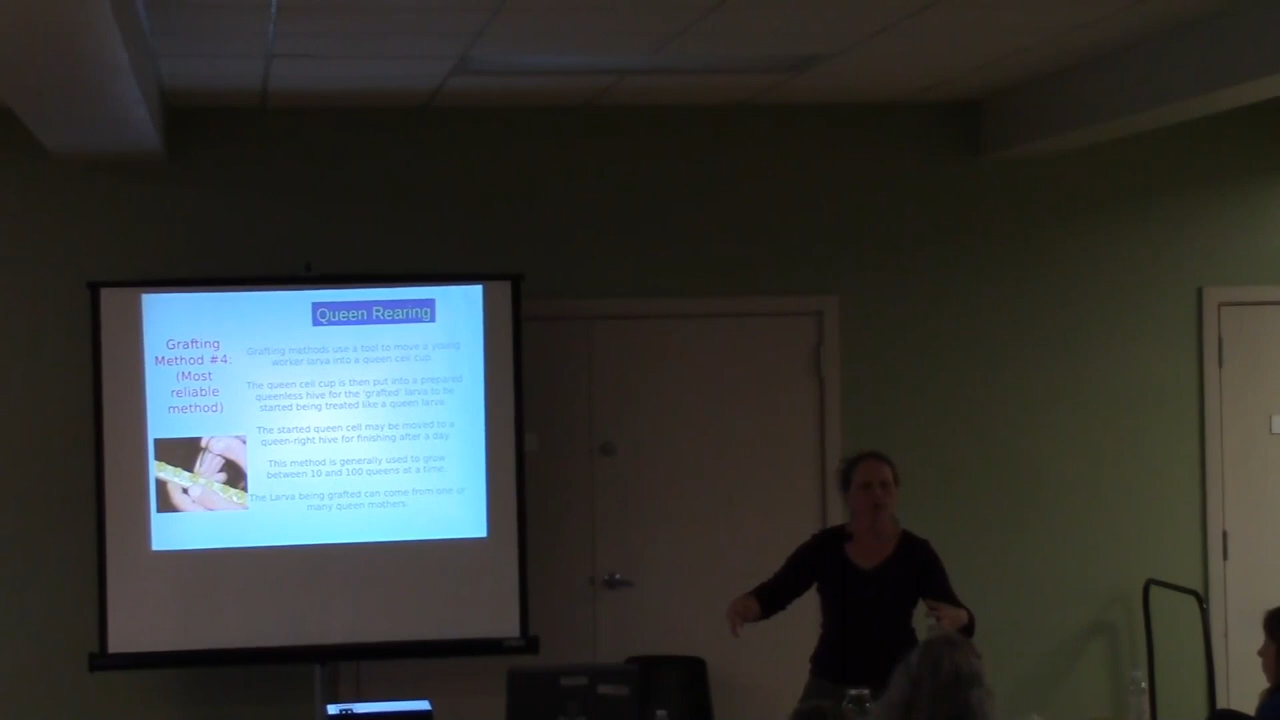 Queen Rearing
Grafting
Method #4:
(Most
reliable
method)
Grafting methods use a tool to move a young
worker larva into a queen cell cup
The queen cell cup is then put into a prepared
queenless hive for the 'grafted' larva to be
started being treated like a queen larva.
The started queen cell may be moved to a
queen-right hive for finishing after a day
This method is generally used to grow
between 10 and 100 queens at a time.
The Larva being grafted can come from one or
many queen mothers